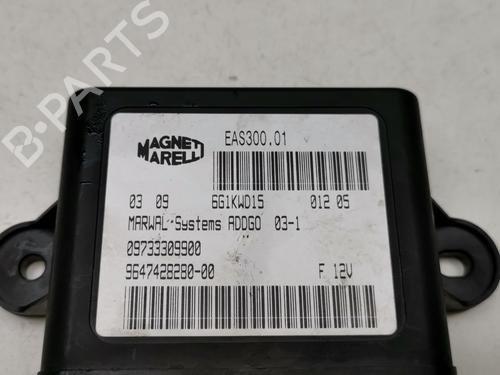 B-PARTS
MAGNETI MARELLI
EAS300.01
03 09 6G1KWD15 012 05
MARWAL Systems ADDGO 03-1
09733309900
9647428280-00 F 12V